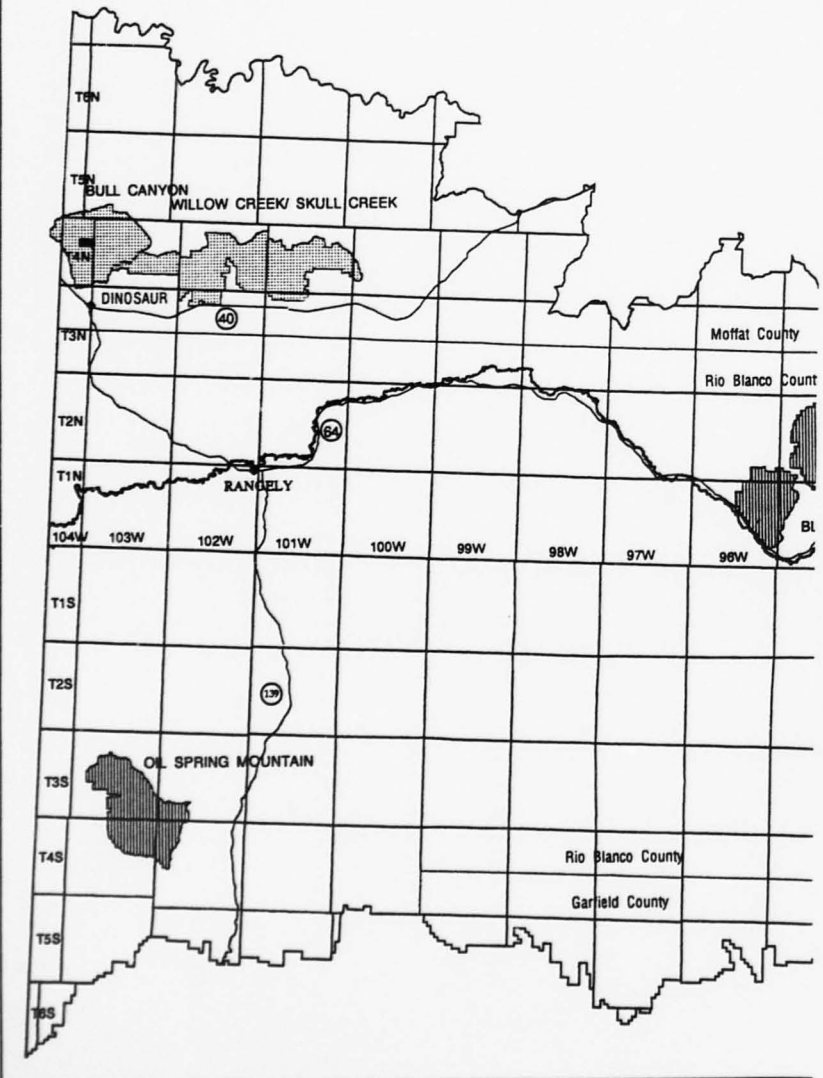 T6N
T5N
BULL CANYON
WILLOW CREEK/ SKULL CREEK
T4N
DINOSAUR
40
T3N
Moffat County
Rio Blanco Count
T2N
64
T1N
RANGELY
BL
104W 103W 102W 101W 100W 99W 98W 97W 96W
T1S
T2S
139
OIL SPRING MOUNTAIN
T3S
T4S
Rio Blanco County
Garfield County
T5S
T6S